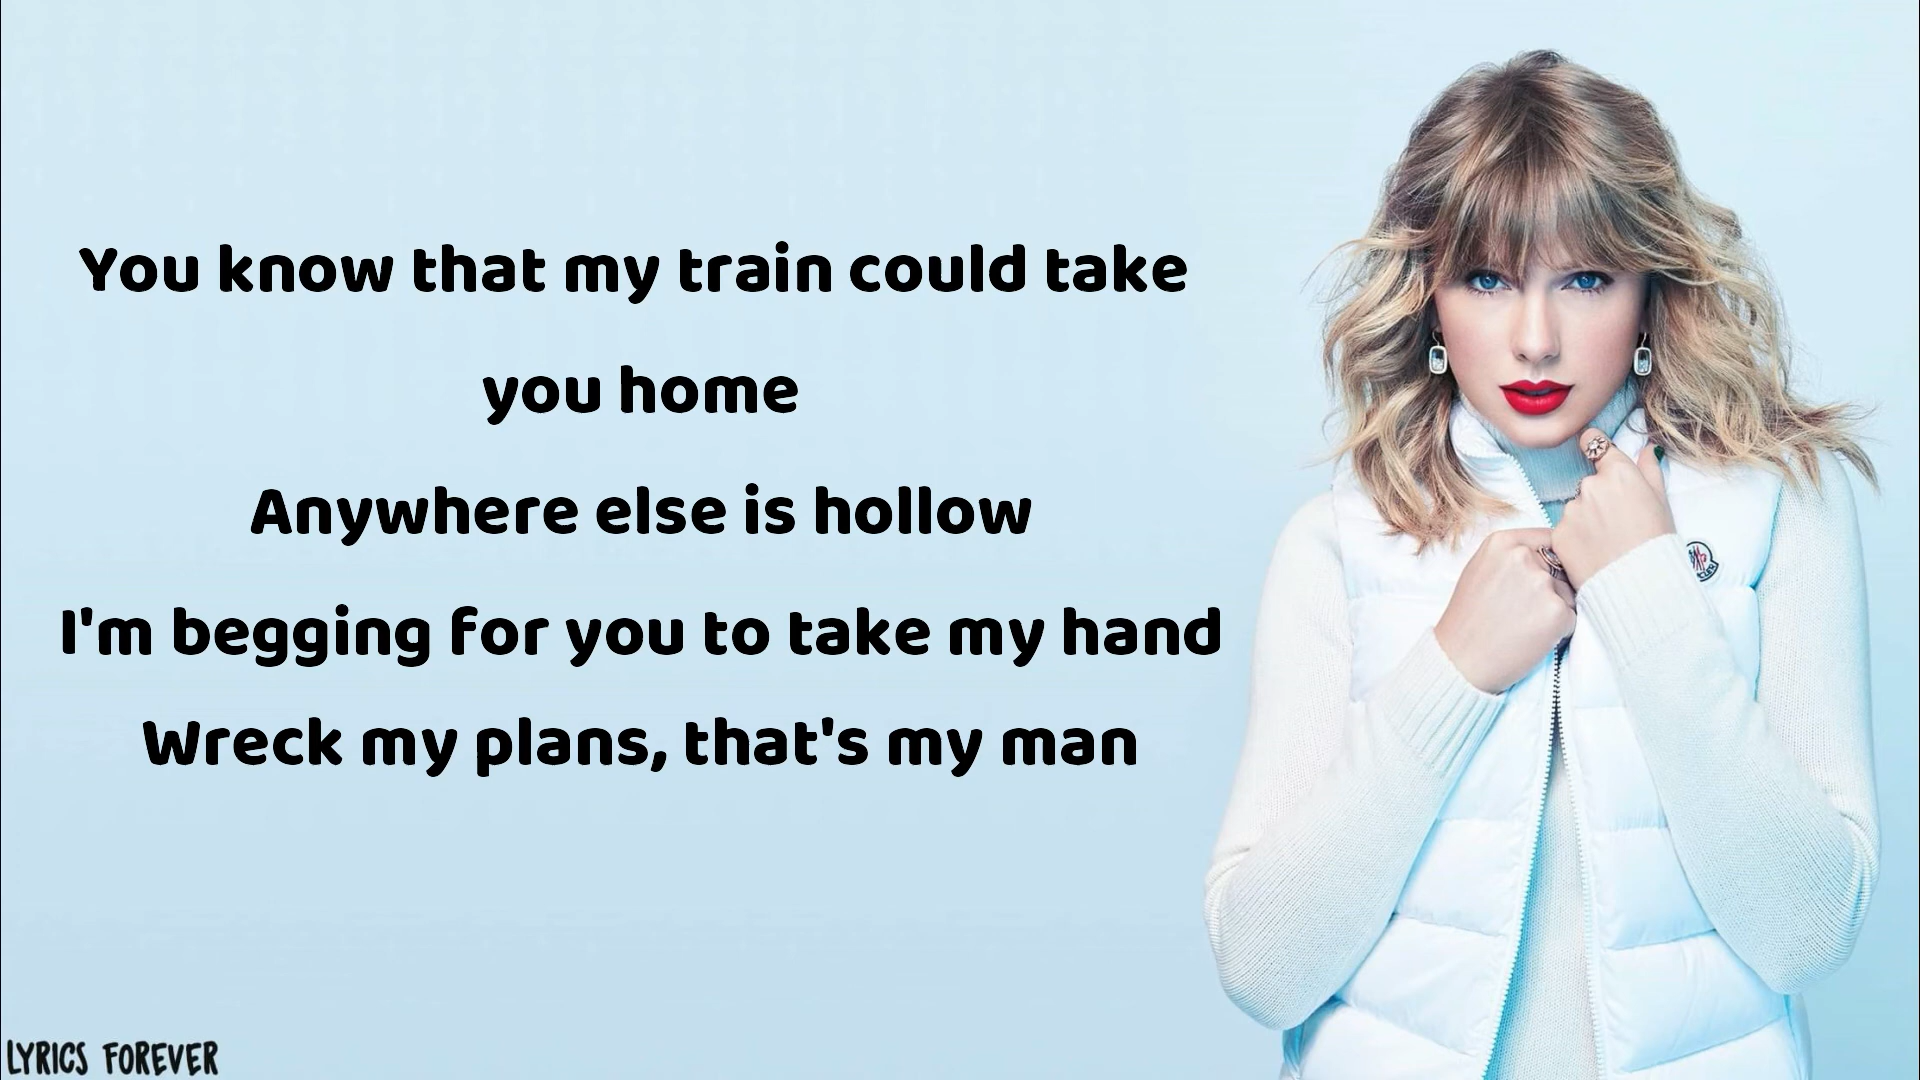 You know that my train could take
you home
Anywhere else is hollow
I'm begging for you to take my hand
Wreck my plans, that's my man
LYRICS FOREVER